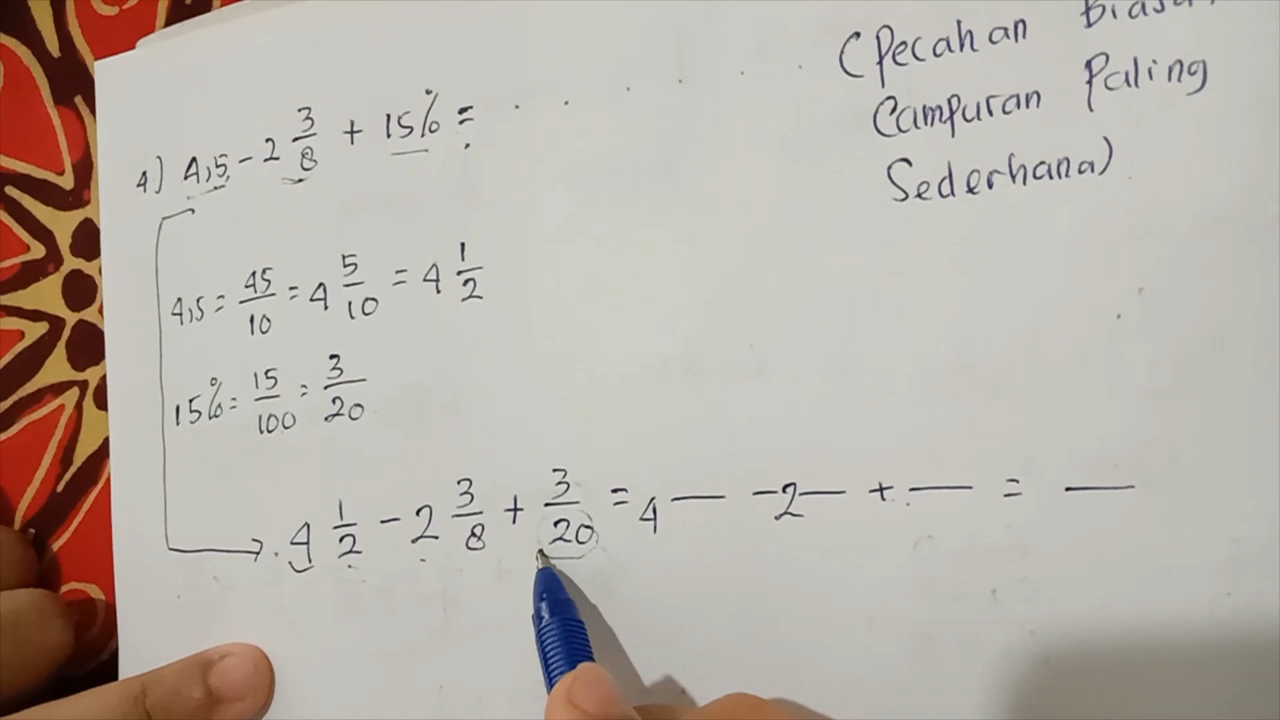 (Pecahan Biasa,
Campuran Paling
Sederhana)
4) 4,5 - 2 3/8 + 15% = . . . . . .
4,5 = 45/10 = 4 5/10 = 4 1/2
15% = 15/100 = 3/20
4 1/2 - 2 3/8 + 3/20 = 4 — - 2 — + — = —